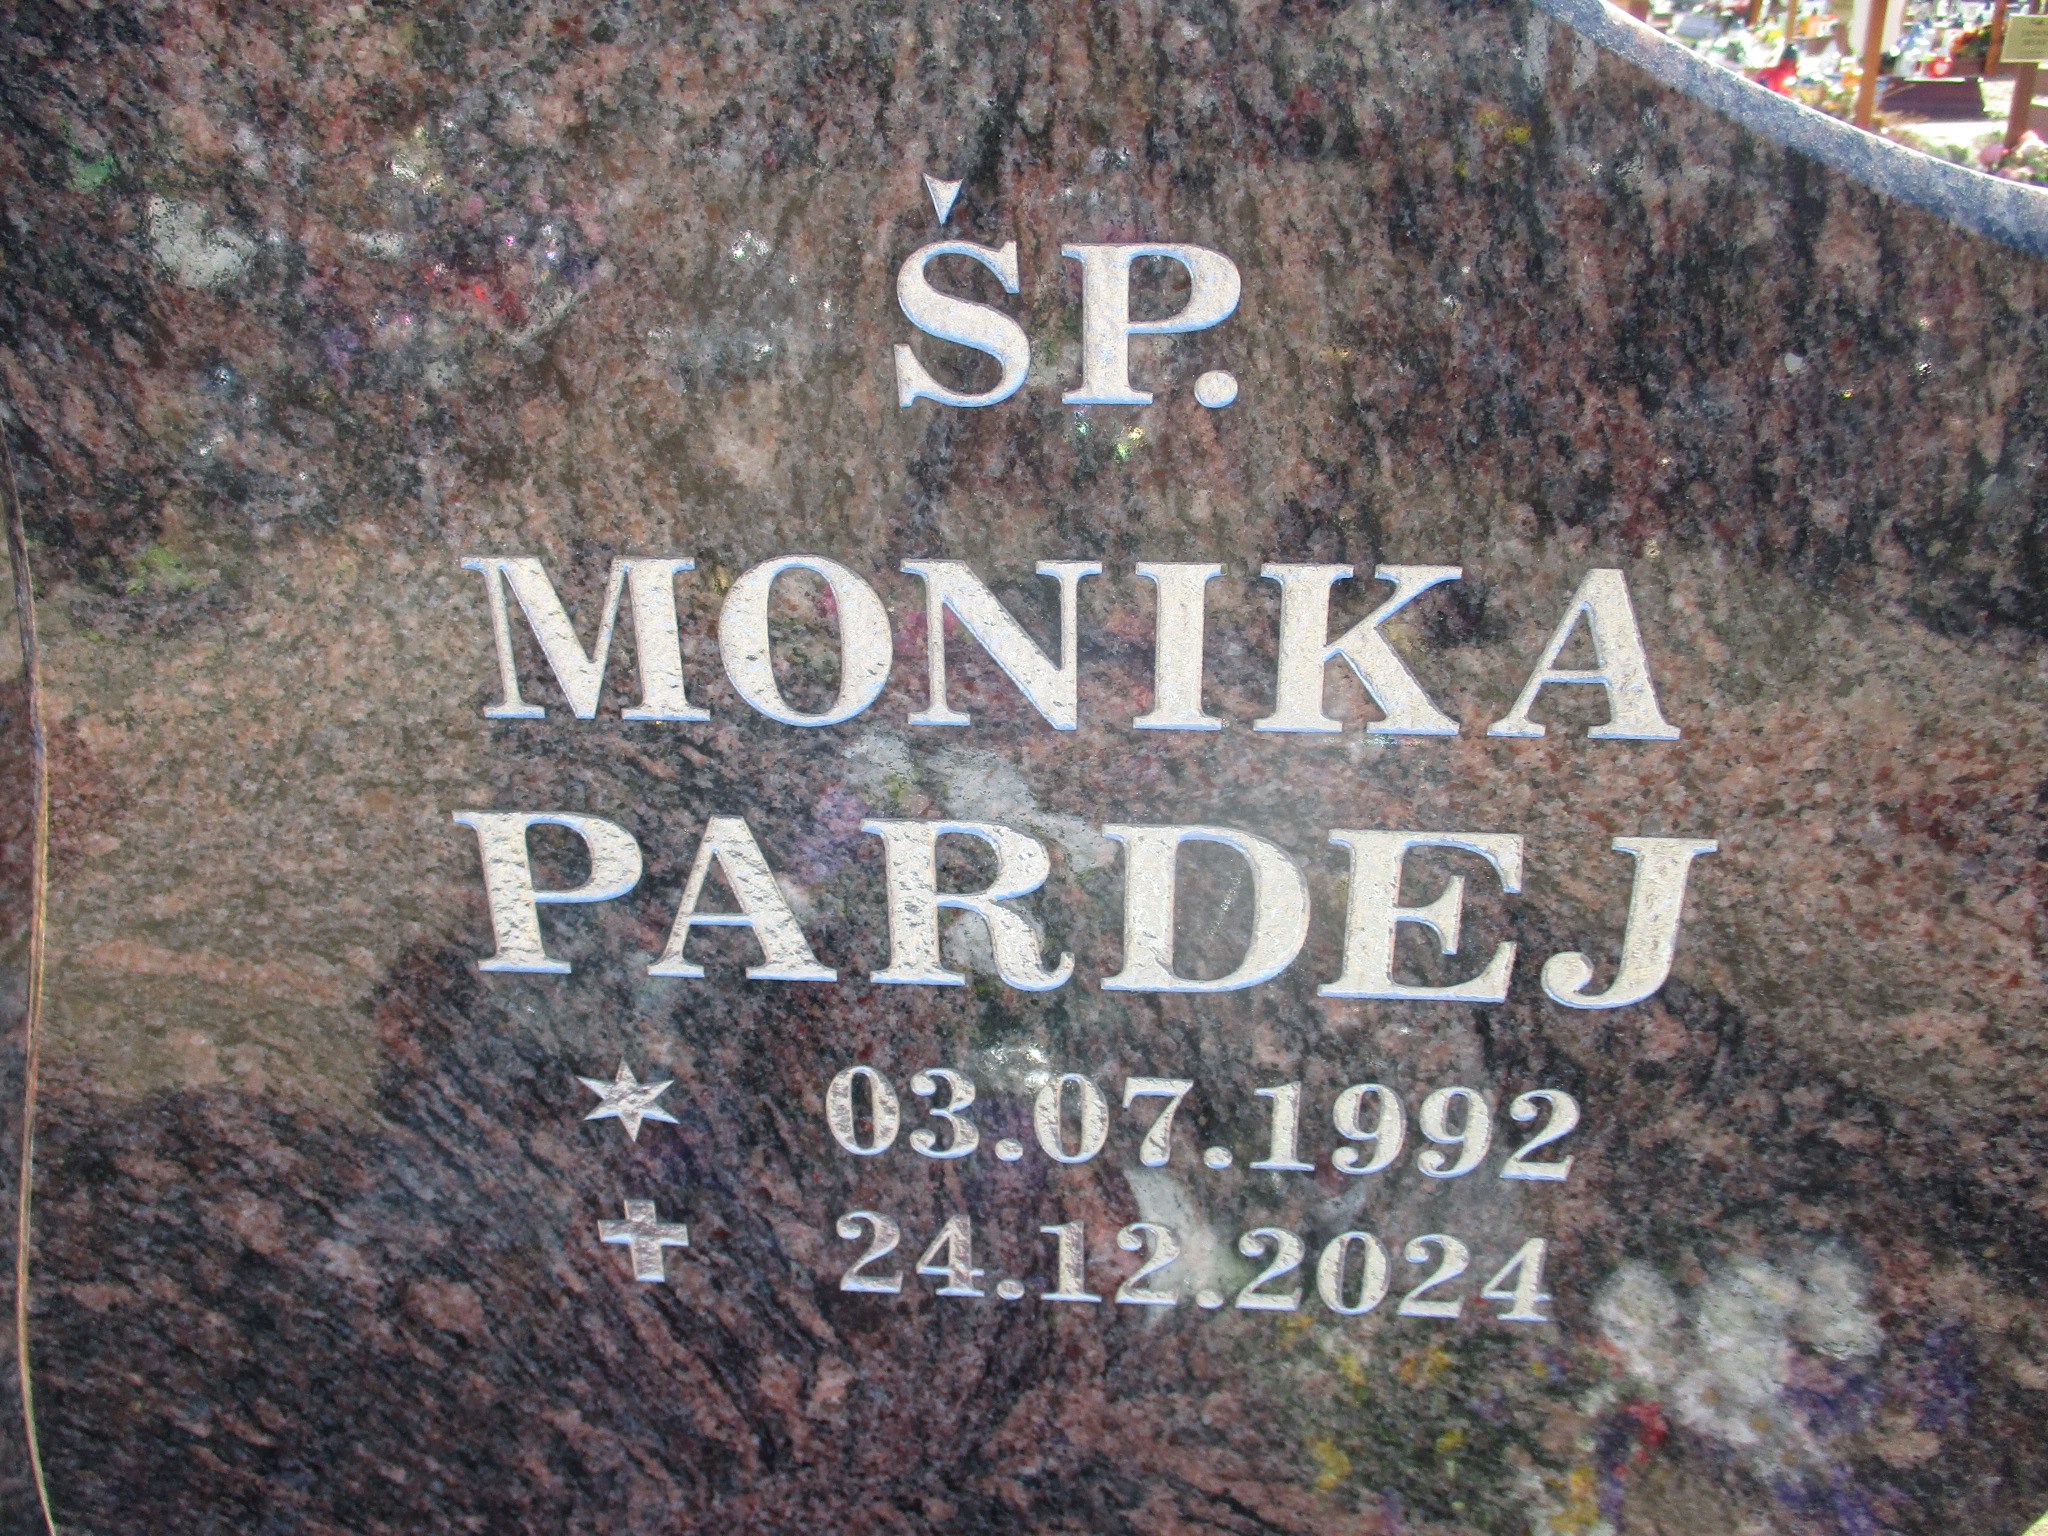 ŚP.
MONIKA
PARDEJ
03.07.1992
24.12.2024